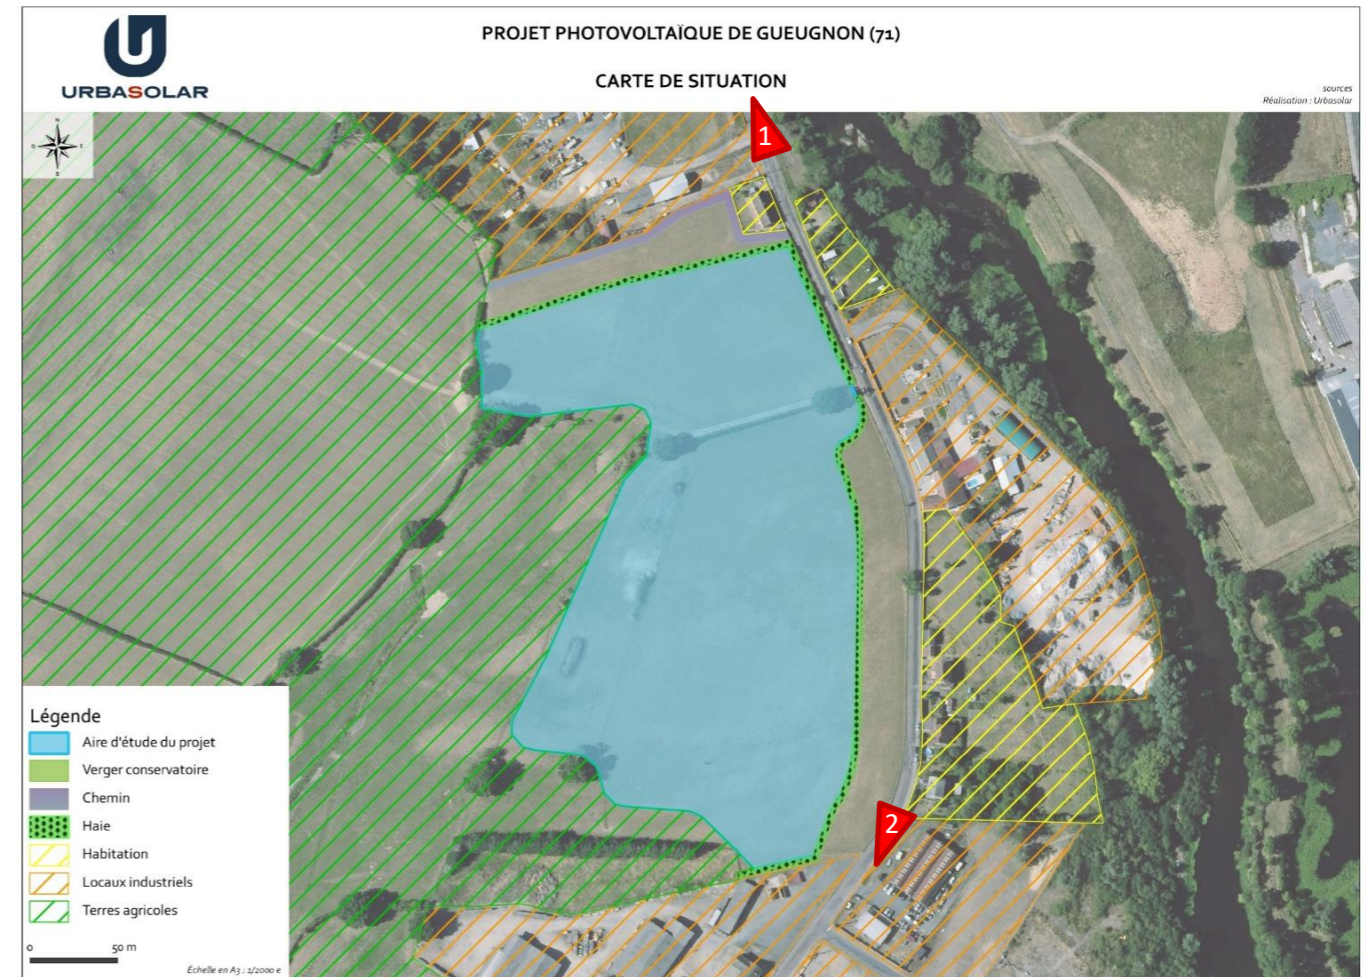 URBASOLAR
PROJET PHOTOVOLTAÏQUE DE GUEUGNON (71)
CARTE DE SITUATION
sources
Réalisation : Urbasolar
N
O E
S
1
2
Légende
Aire d'étude du projet
Verger conservatoire
Chemin
Haie
Habitation
Locaux industriels
Terres agricoles
0 50 m
Échelle en A3 : 1/2000 e